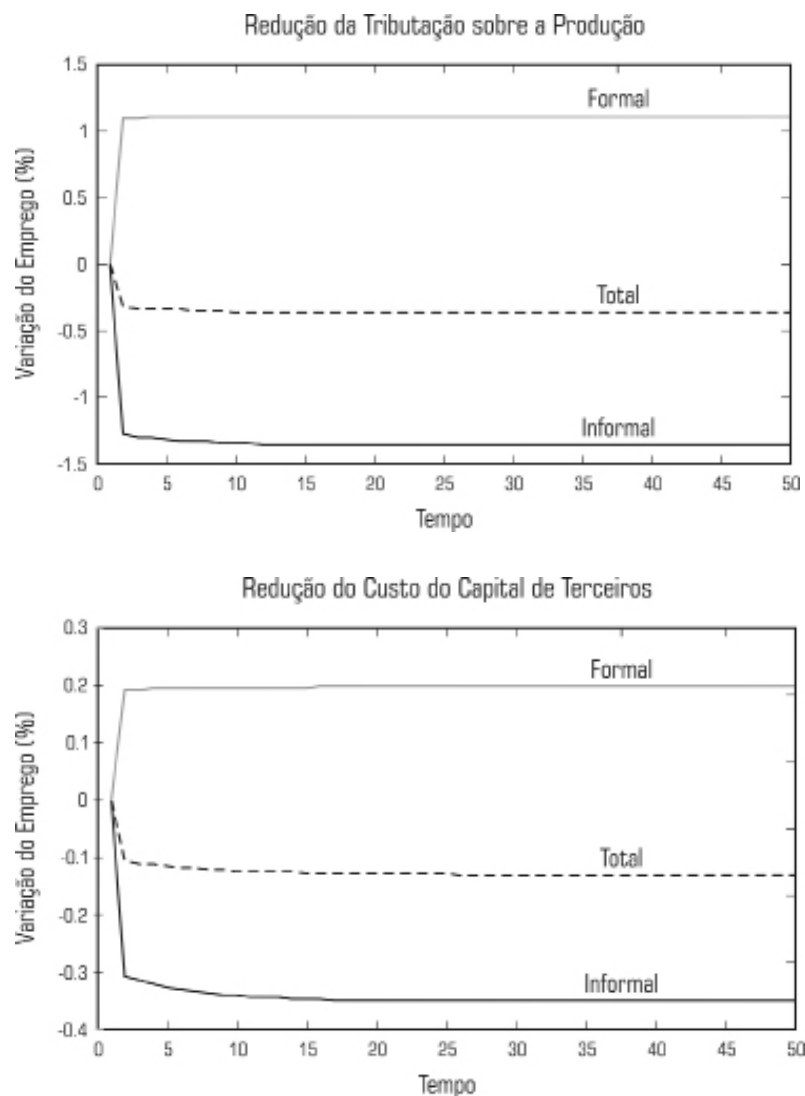 Redução da Tributação sobre a Produção
Variação do Emprego (%)
1.5
1
0.5
0
-0.5
-1
-1.5
Formal
Total
Informal
0 5 10 15 20 25 30 35 40 45 50
Tempo
Redução do Custo do Capital de Terceiros
Variação do Emprego (%)
0.3
0.2
0.1
0
-0.1
-0.2
-0.3
-0.4
Formal
Total
Informal
0 5 10 15 20 25 30 35 40 45 50
Tempo